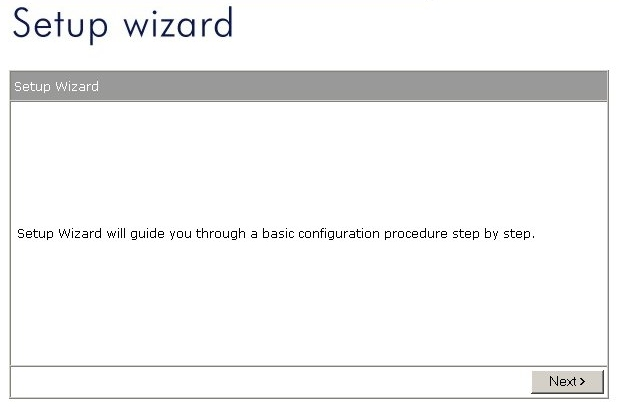 Setup wizard
Setup Wizard
Setup Wizard will guide you through a basic configuration procedure step by step.
Next >